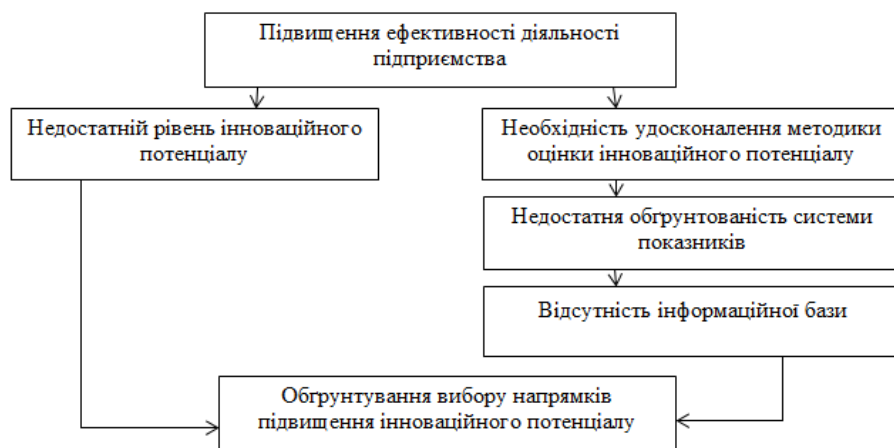 Підвищення ефективності діяльності
підприємства
Недостатній рівень інноваційного
потенціалу
Необхідність удосконалення методики
оцінки інноваційного потенціалу
Недостатня обґрунтованість системи
показників
Відсутність інформаційної бази
Обґрунтування вибору напрямків
підвищення інноваційного потенціалу